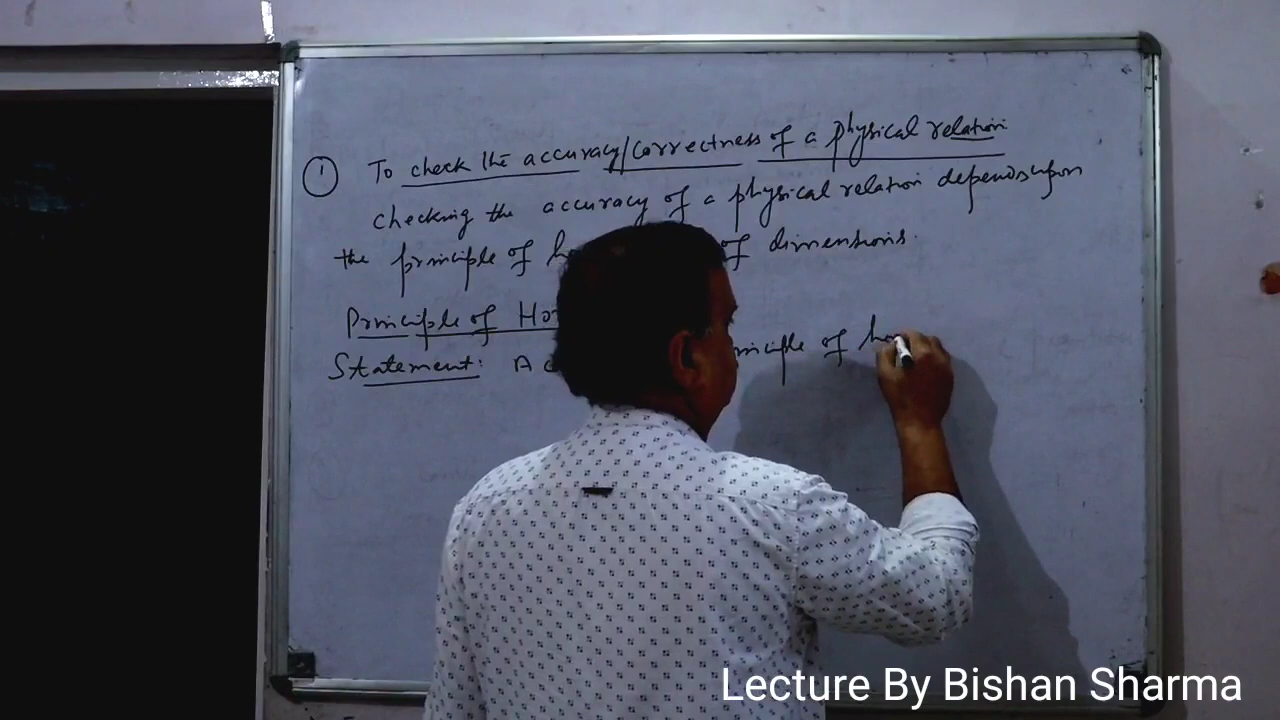 1 To check the accuracy/correctness of a physical relation
checking the accuracy of a physical relation depends upon
the principle of of dimensions.
Principle of
Statement: A of
Lecture By Bishan Sharma